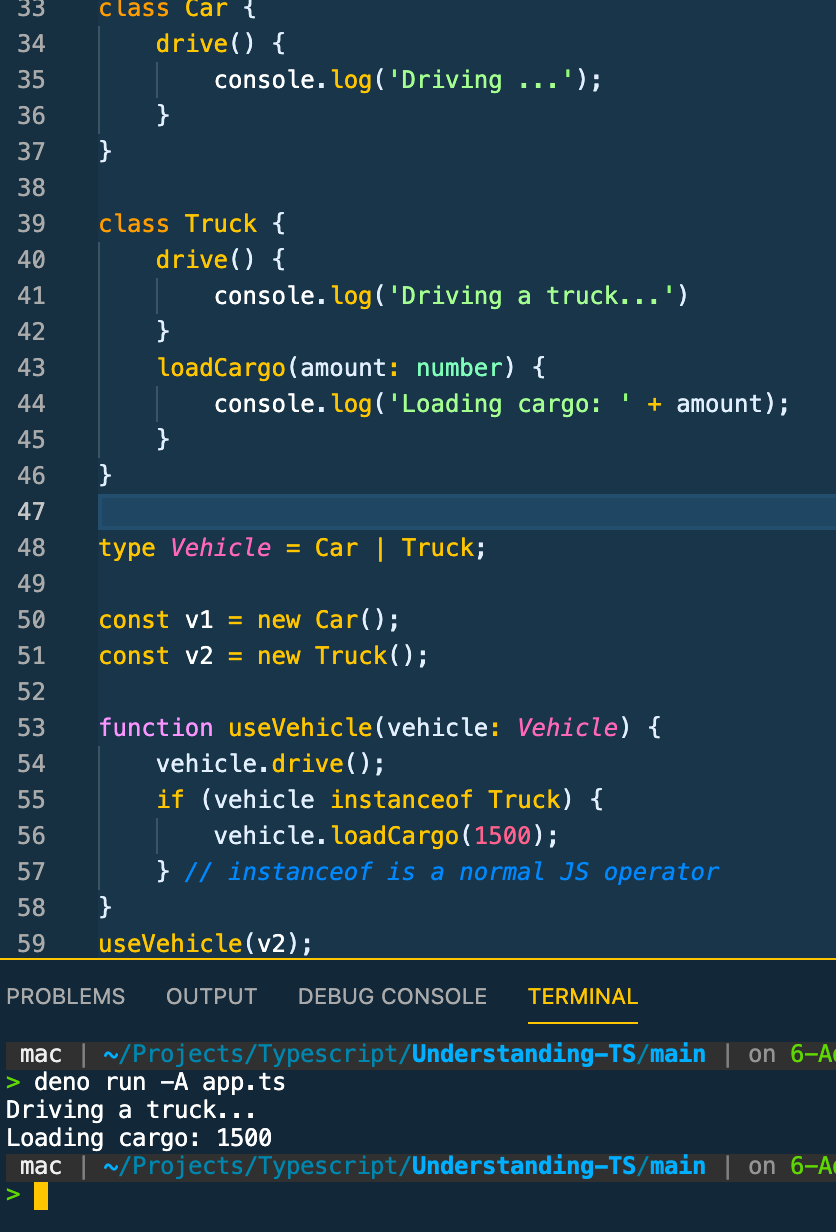 33 class Car {
34 drive() {
35 console.log('Driving ...');
36 }
37 }
38
39 class Truck {
40 drive() {
41 console.log('Driving a truck...')
42 }
43 loadCargo(amount: number) {
44 console.log('Loading cargo: ' + amount);
45 }
46 }
47
48 type Vehicle = Car | Truck;
49
50 const v1 = new Car();
51 const v2 = new Truck();
52
53 function useVehicle(vehicle: Vehicle) {
54 vehicle.drive();
55 if (vehicle instanceof Truck) {
56 vehicle.loadCargo(1500);
57 } // instanceof is a normal JS operator
58 }
59 useVehicle(v2);
PROBLEMS OUTPUT DEBUG CONSOLE TERMINAL
mac | ~/Projects/Typescript/Understanding-TS/main | on 6-A
> deno run -A app.ts
Driving a truck...
Loading cargo: 1500
mac | ~/Projects/Typescript/Understanding-TS/main | on 6-A
>